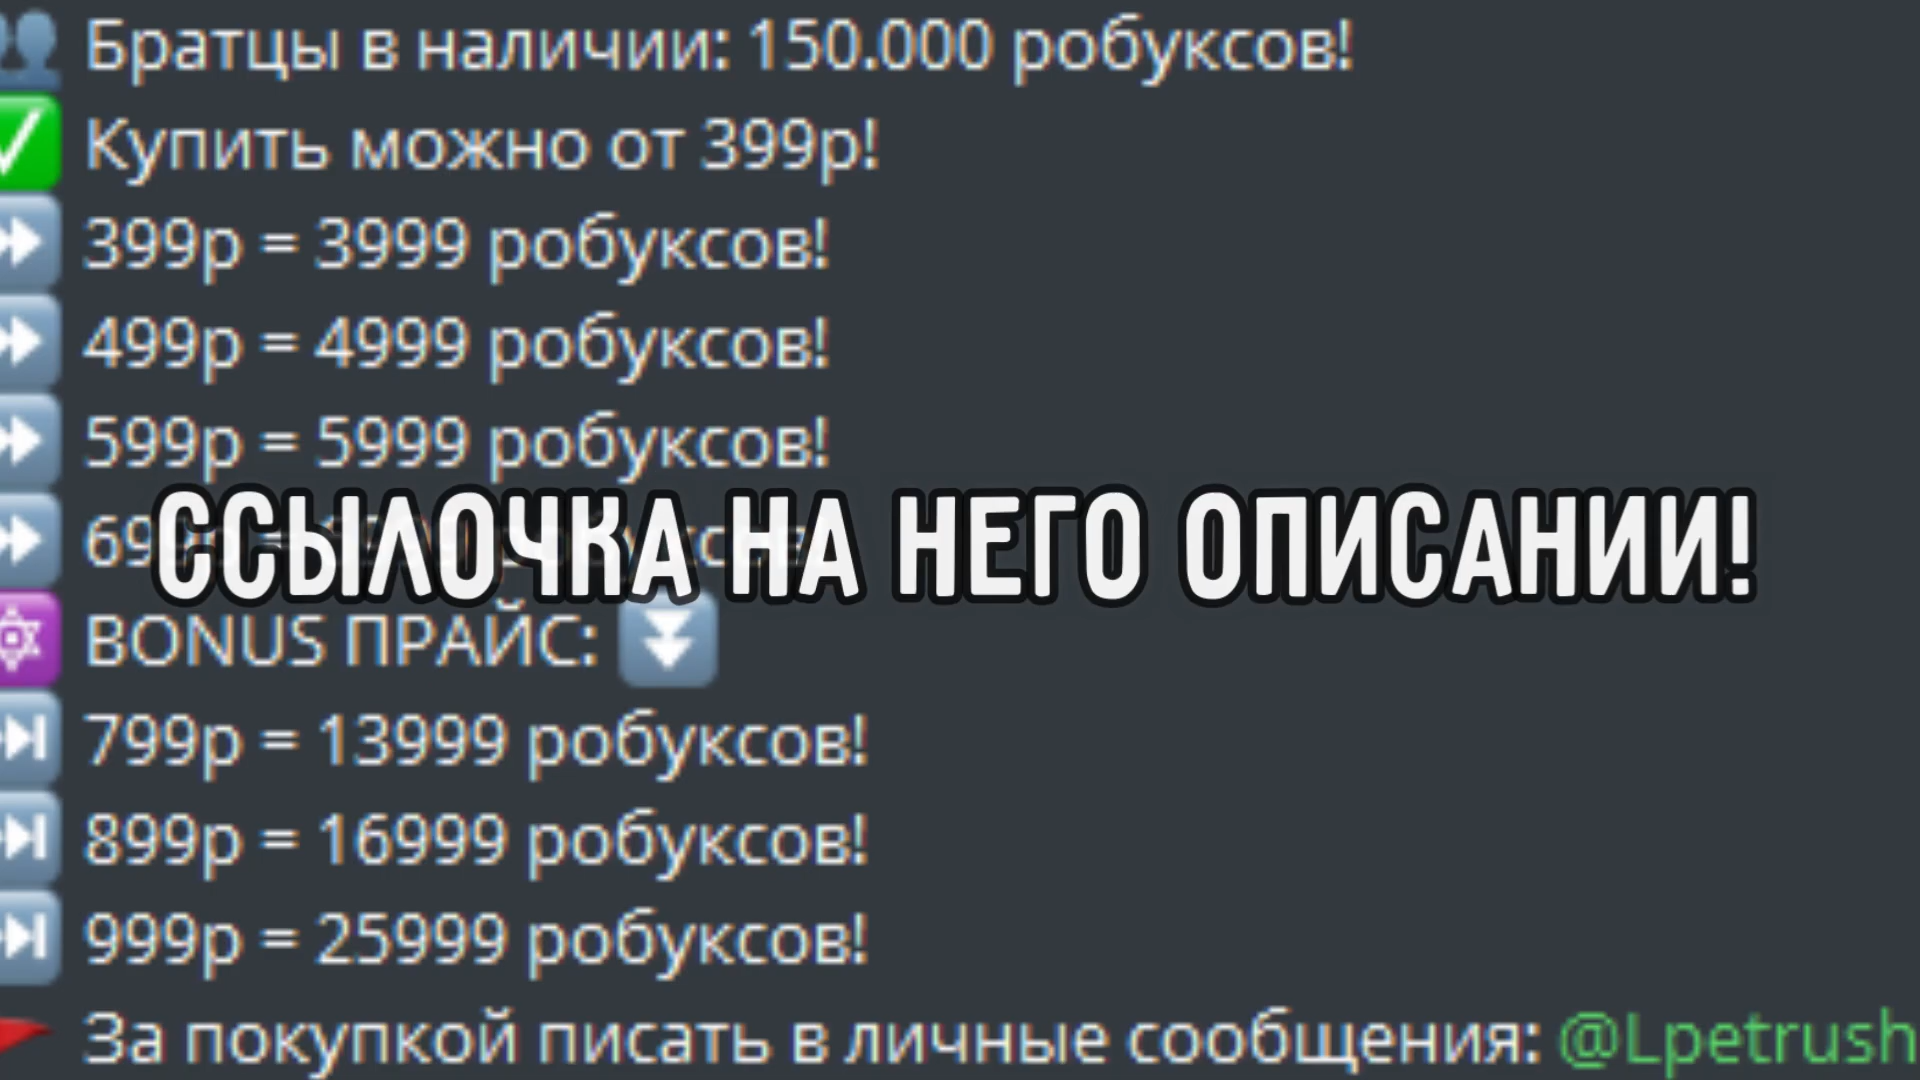 Братцы в наличии: 150.000 робуксов!
Купить можно от 399р!
399р = 3999 робуксов!
499р = 4999 робуксов!
599р = 5999 робуксов!
ССЫЛОЧКА НА НЕГО ОПИСАНИИ!
BONUS ПРАЙС:
799р = 13999 робуксов!
899р = 16999 робуксов!
999р = 25999 робуксов!
За покупкой писать в личные сообщения: @Lpetrush